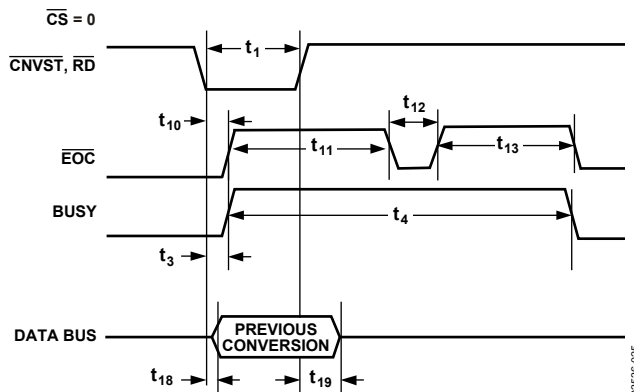 CS = 0
CNVST, RD
t1
t10
t12
EOC
t11
t13
BUSY
t4
t3
DATA BUS
PREVIOUS
CONVERSION
t18
t19